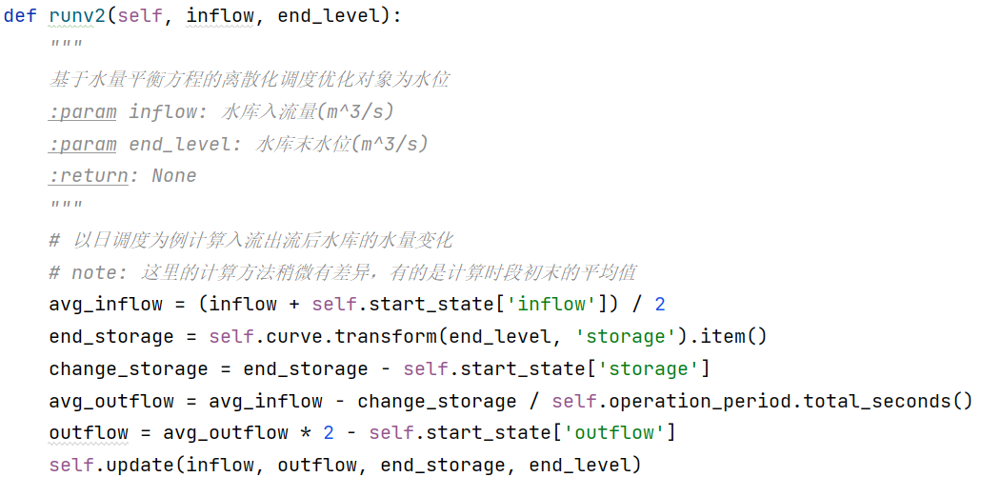 def runv2(self, inflow, end_level):
    """
    基于水量平衡方程的离散化调度优化对象为水位
    :param inflow: 水库入流量(m^3/s)
    :param end_level: 水库末水位(m^3/s)
    :return: None
    """
    # 以日调度为例计算入流出流后水库的水量变化
    # note: 这里的计算方法稍微有差异，有的是计算时段初末的平均值
    avg_inflow = (inflow + self.start_state['inflow']) / 2
    end_storage = self.curve.transform(end_level, 'storage').item()
    change_storage = end_storage - self.start_state['storage']
    avg_outflow = avg_inflow - change_storage / self.operation_period.total_seconds()
    outflow = avg_outflow * 2 - self.start_state['outflow']
    self.update(inflow, outflow, end_storage, end_level)